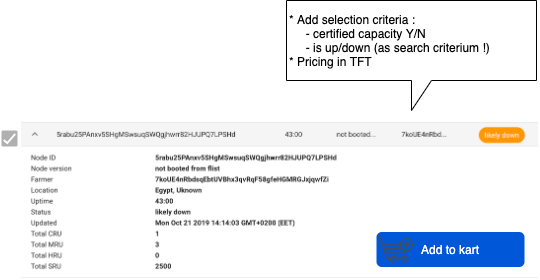 * Add selection criteria :
- certified capacity Y/N
- is up/down (as search criterium !)
* Pricing in TFT
5rabu25PAnxv5SHgMSwsuqSWQgjhwrr82HJUPQ7LPSHd 43:00 not booted... 7koUE4nRbd... likely down
Node ID 5rabu25PAnxv5SHgMSwsuqSWQgjhwrr82HJUPQ7LPSHd
Node version not booted from flist
Farmer 7koUE4nRbdsqEbtUVBhx3qvRqF58gfeHGMRGJxjqwfZi
Location Egypt, Uknown
Uptime 43:00
Status likely down
Updated Mon Oct 21 2019 14:14:03 GMT+0200 (EET)
Total CRU 1
Total MRU 3
Total HRU 0
Total SRU 2500
Add to kart